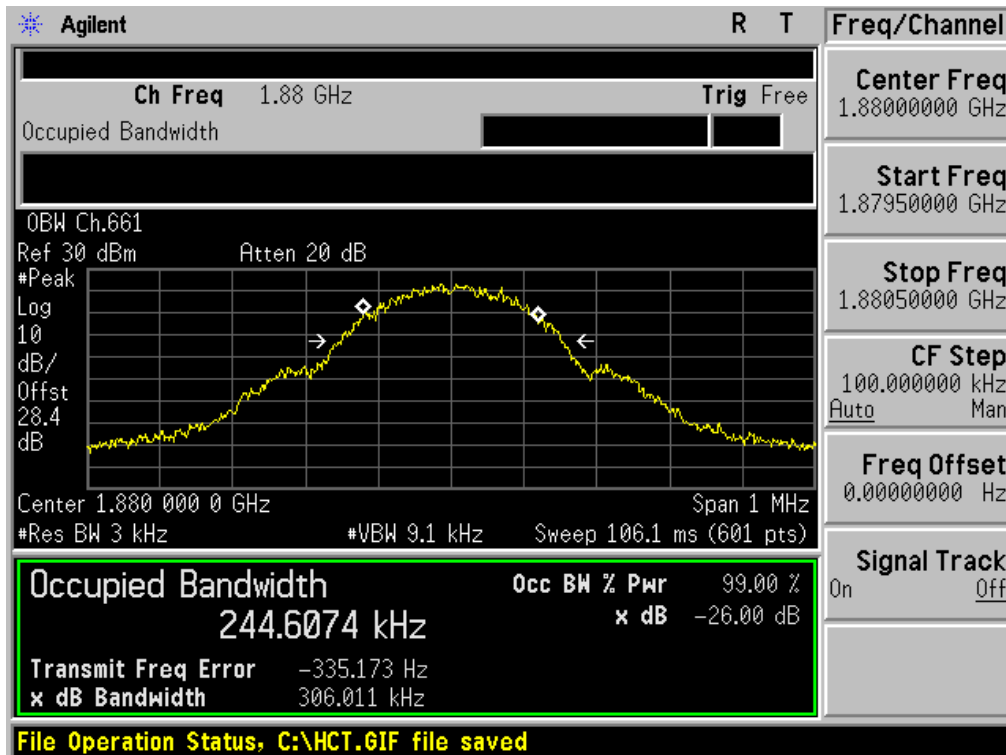 Agilent R T
Ch Freq 1.88 GHz Trig Free
Occupied Bandwidth
OBW Ch.661
Ref 30 dBm Atten 20 dB
#Peak
Log
10
dB/
Offst
28.4
dB
Center 1.880 000 0 GHz Span 1 MHz
#Res BW 3 kHz #VBW 9.1 kHz Sweep 106.1 ms (601 pts)
Occupied Bandwidth Occ BW % Pwr 99.00 %
244.6074 kHz x dB -26.00 dB
Transmit Freq Error -335.173 Hz
x dB Bandwidth 306.011 kHz
File Operation Status, C:\HCT.GIF file saved
Freq/Channel
Center Freq
1.88000000 GHz
Start Freq
1.87950000 GHz
Stop Freq
1.88050000 GHz
CF Step
100.000000 kHz
Auto Man
Freq Offset
0.00000000 Hz
Signal Track
On Off